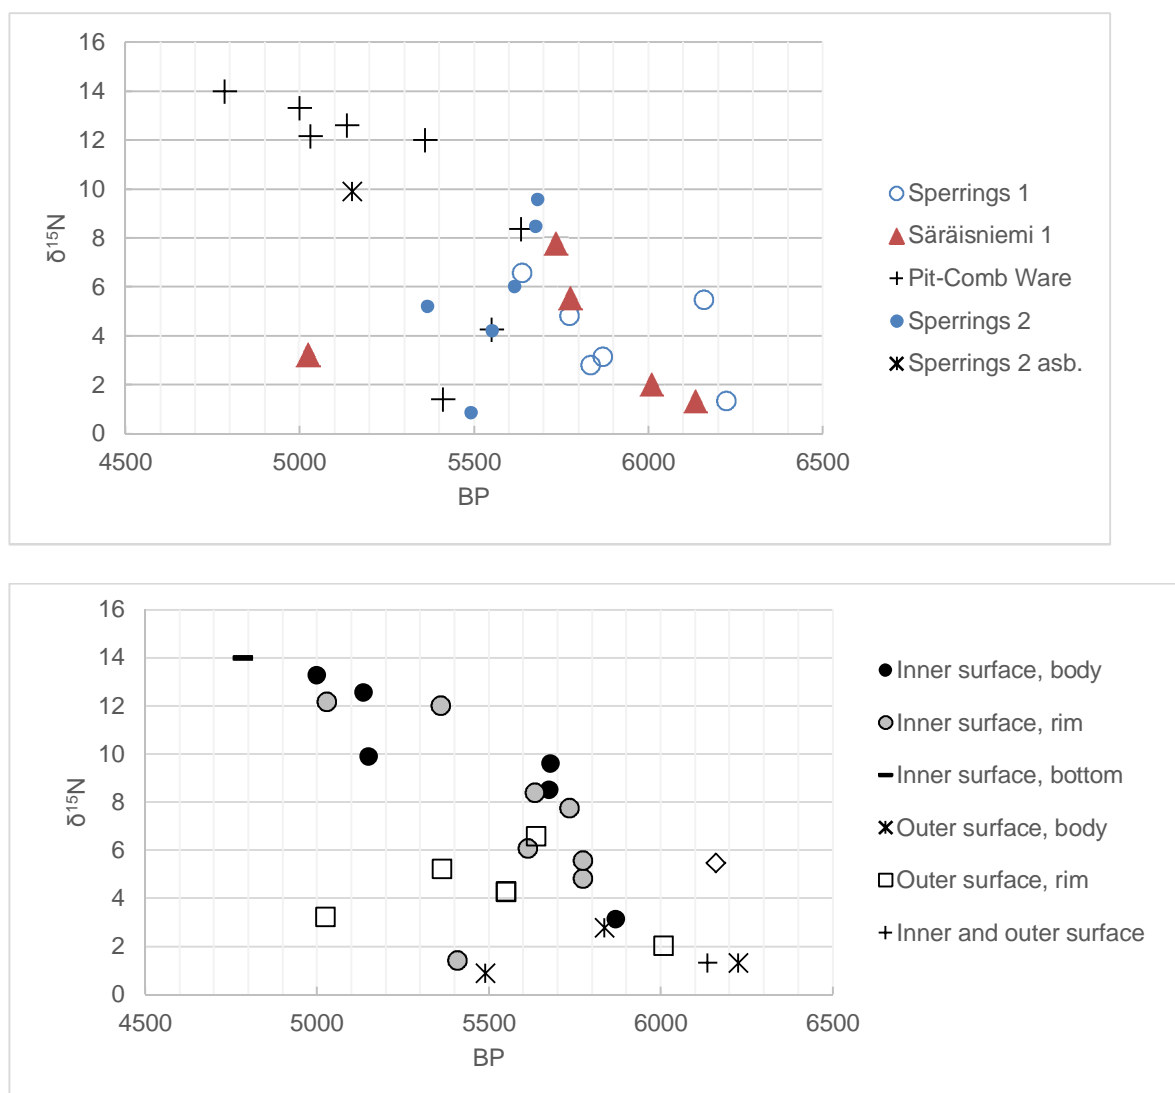 16
14
12
10
8
6
4
2
0
δ¹⁵N
4500 5000 5500 6000 6500
BP
Sperrings 1
Säräisniemi 1
Pit-Comb Ware
Sperrings 2
Sperrings 2 asb.
16
14
12
10
8
6
4
2
0
δ¹⁵N
4500 5000 5500 6000 6500
BP
Inner surface, body
Inner surface, rim
Inner surface, bottom
Outer surface, body
Outer surface, rim
Inner and outer surface